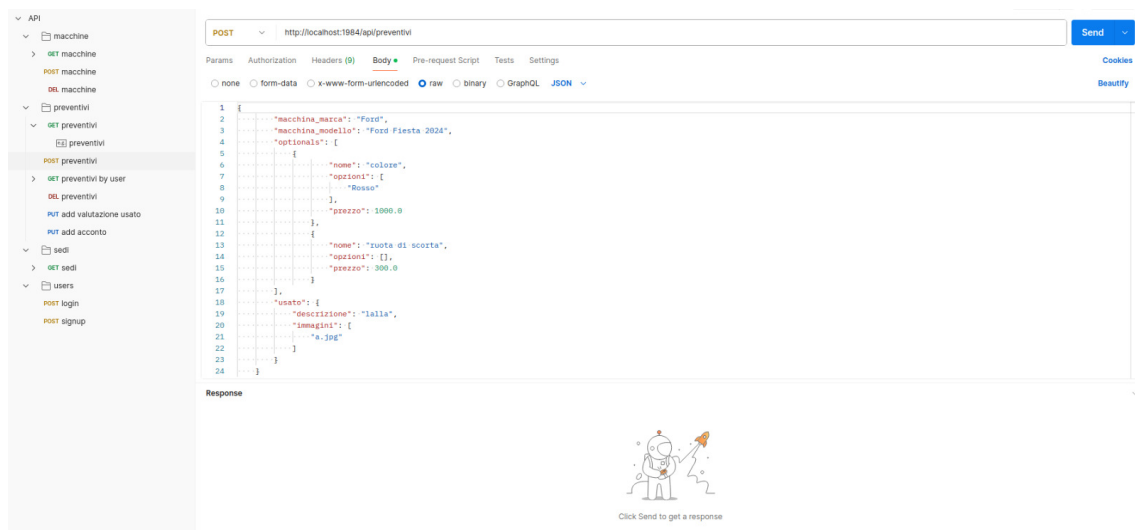 API
macchine
GET macchine
POST macchine
DEL macchine
preventivi
GET preventivi
e.g. preventivi
POST preventivi
GET preventivi by user
DEL preventivi
PUT add valutazione usato
PUT add acconto
sedi
GET sedi
users
POST login
POST signup
POST http://localhost:1984/api/preventivi Send
Params Authorization Headers (9) Body Pre-request Script Tests Settings Cookies
none form-data x-www-form-urlencoded raw binary GraphQL JSON Beautify
1 {
2 "macchina_marca": "Ford",
3 "macchina_modello": "Ford Fiesta 2024",
4 "optionals": [
5 {
6 "nome": "colore",
7 "opzioni": [
8 "Rosso"
9 ],
10 "prezzo": 1000.0
11 },
12 {
13 "nome": "ruota di scorta",
14 "opzioni": [],
15 "prezzo": 300.0
16 }
17 ],
18 "usato": {
19 "descrizione": "lalla",
20 "immagini": [
21 "a.jpg"
22 ]
23 }
24 }
Response
Click Send to get a response